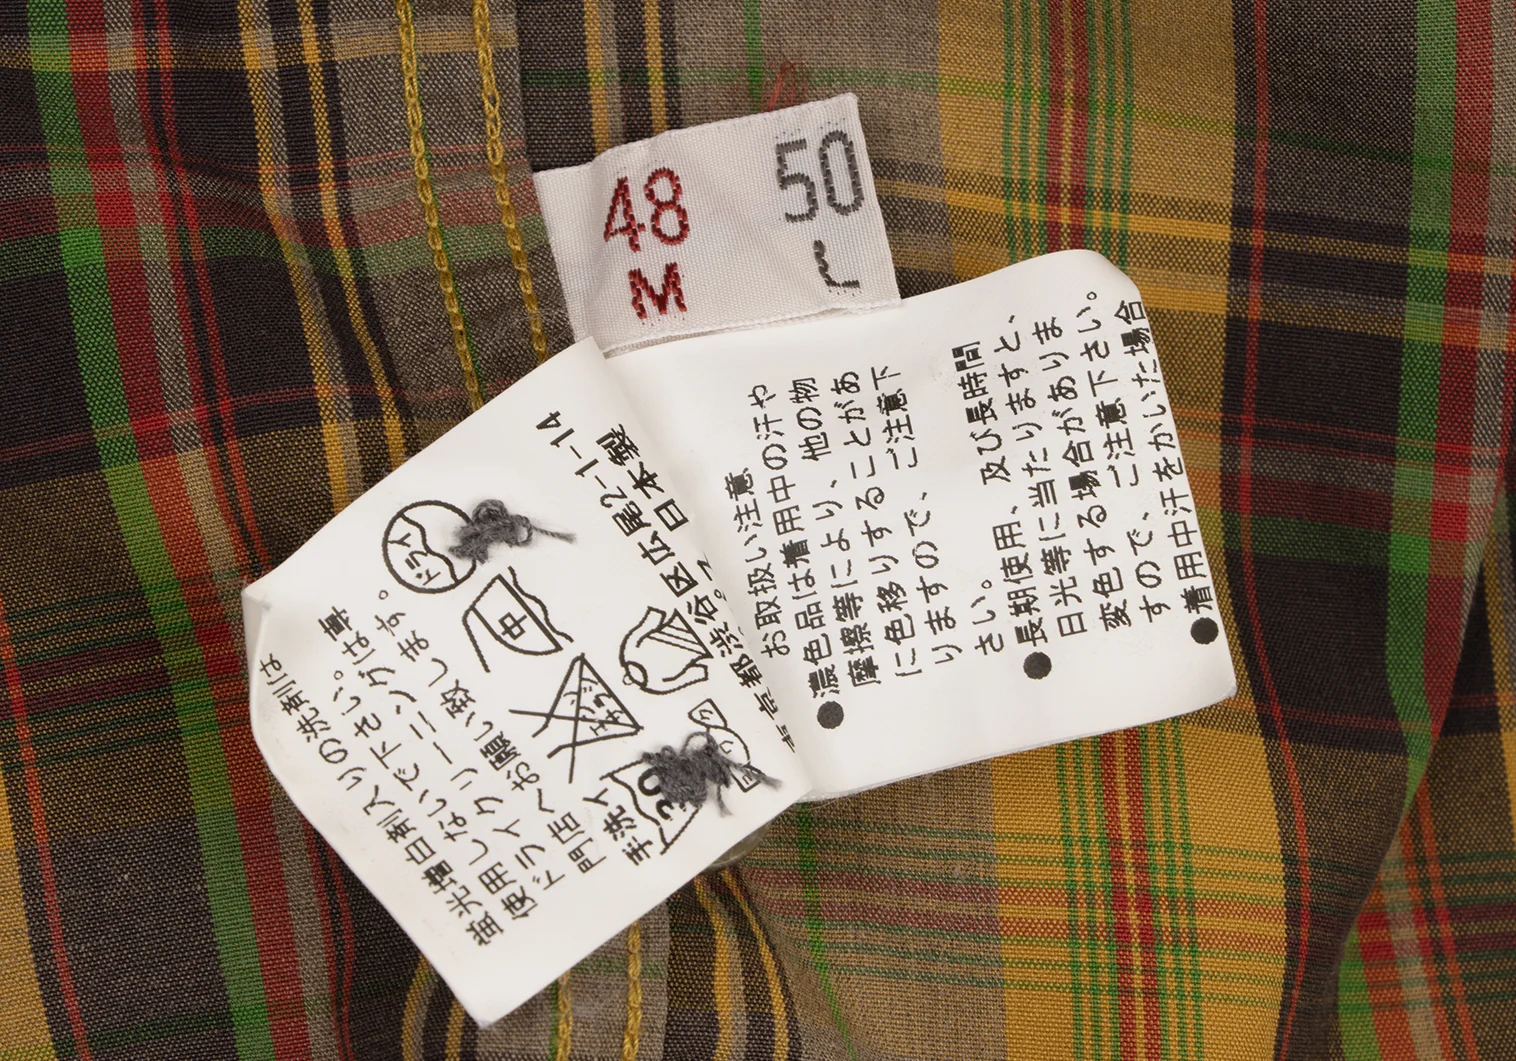 48
M
50
L
お取扱い注意
●濃色品は着用中の汗や
摩擦等により、他の物
に色移りすることがあ
りますので、ご注意下
さい。
●長期使用、及び長時間
日光等に当たりますと、
変色する場合がありま
すので、ご注意下さい。
●着用中汗をかいた場合
京都渋谷区広尾2-1-14
日本製
ドライ
中
エンソ
手洗イ
30
蛍光増白剤入りの洗剤は
使用しないで下さい。
ドライクリーニングは専
門店へお願い致します。